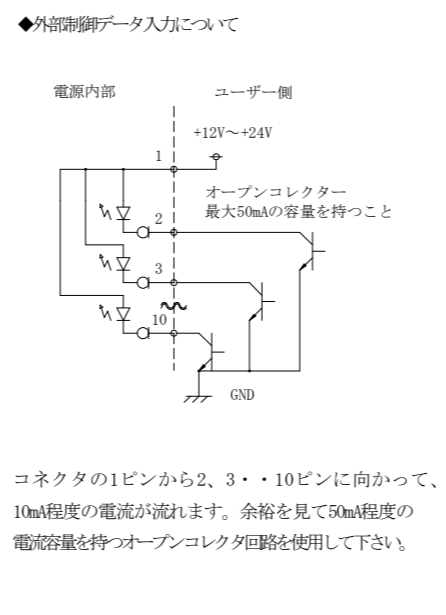 ◆外部制御データ入力について
電源内部
ユーザー側
+12V～+24V
1
オープンコレクター
最大50mAの容量を持つこと
2
3
10
GND
コネクタの1ピンから2、3・・10ピンに向かって、
10mA程度の電流が流れます。余裕を見て50mA程度の
電流容量を持つオープンコレクタ回路を使用して下さい。